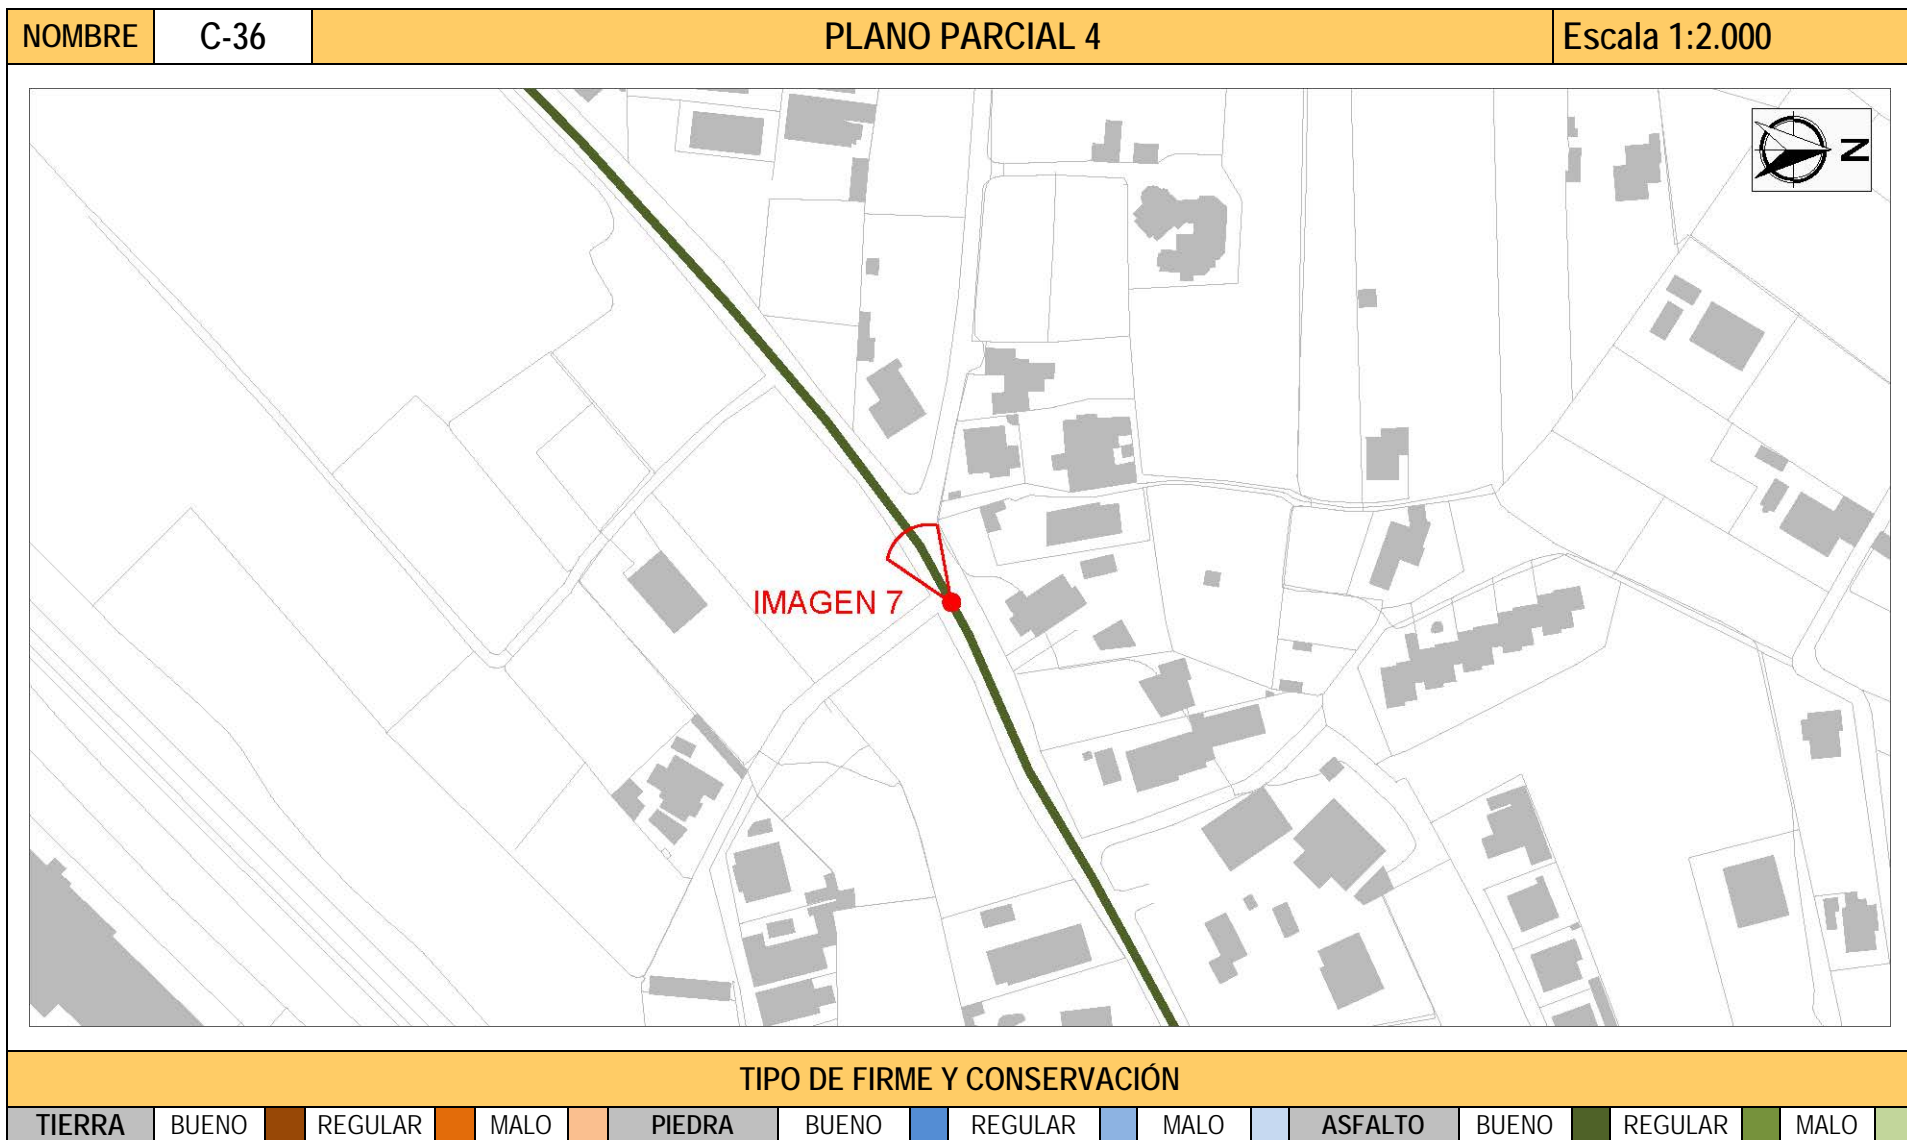 NOMBRE C-36 PLANO PARCIAL 4 Escala 1:2.000
N
IMAGEN 7
TIPO DE FIRME Y CONSERVACIÓN
TIERRA BUENO REGULAR MALO PIEDRA BUENO REGULAR MALO ASFALTO BUENO REGULAR MALO